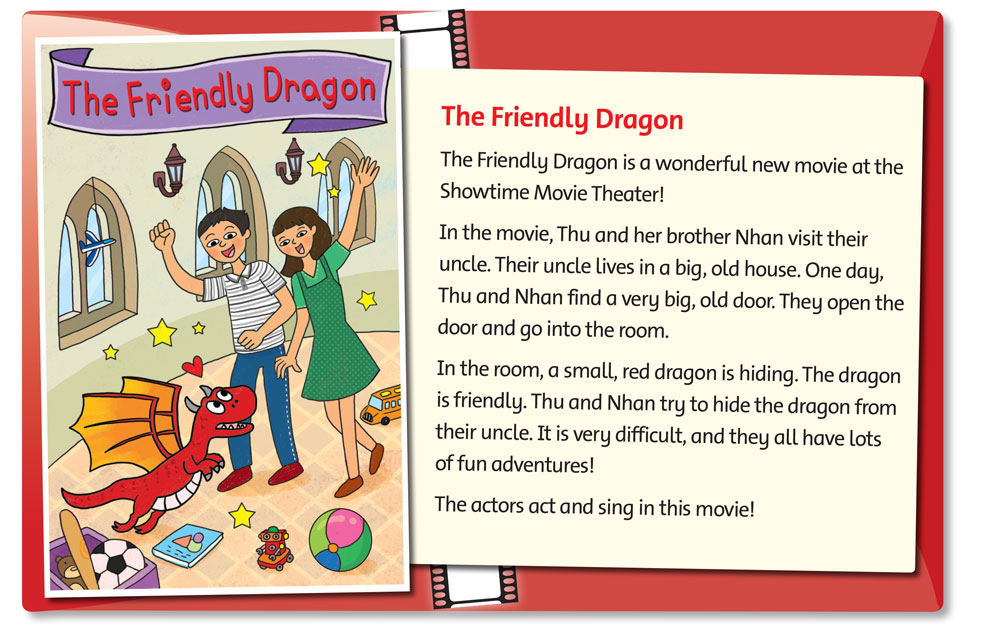 The Friendly Dragon
The Friendly Dragon
The Friendly Dragon is a wonderful new movie at the
Showtime Movie Theater!
In the movie, Thu and her brother Nhan visit their
uncle. Their uncle lives in a big, old house. One day,
Thu and Nhan find a very big, old door. They open the
door and go into the room.
In the room, a small, red dragon is hiding. The dragon
is friendly. Thu and Nhan try to hide the dragon from
their uncle. It is very difficult, and they all have lots
of fun adventures!
The actors act and sing in this movie!